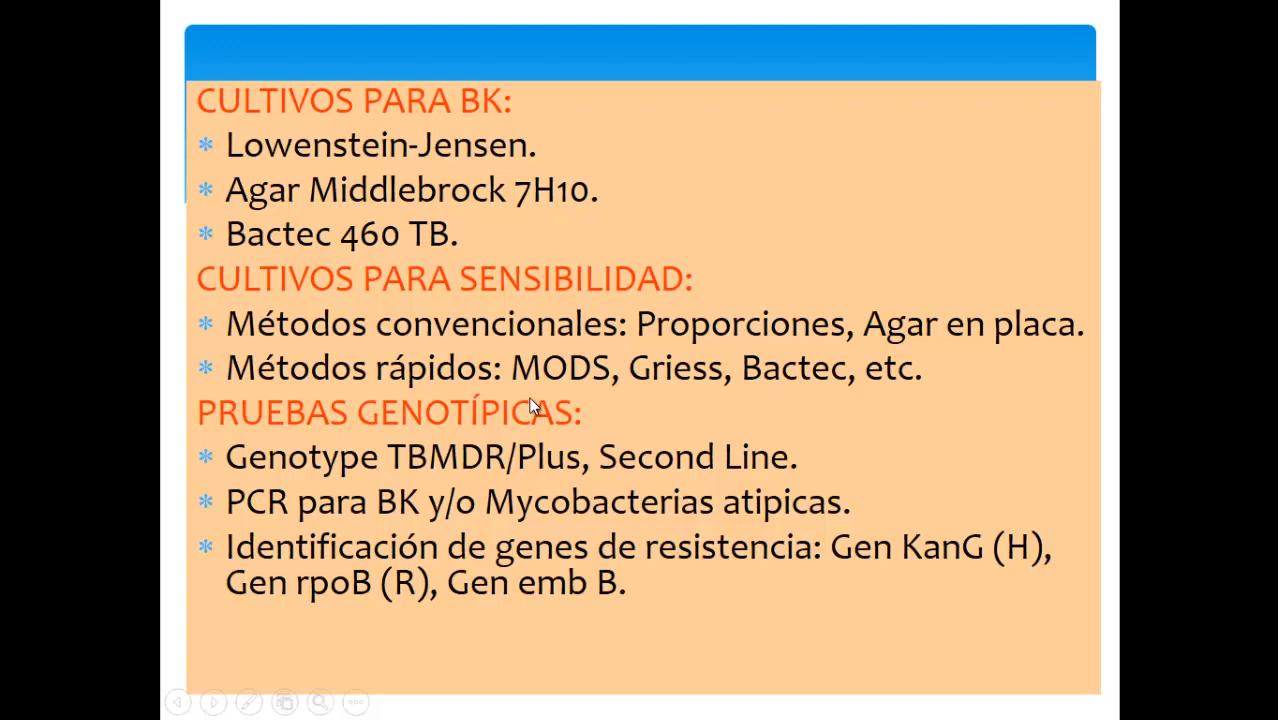 CULTIVOS PARA BK:
* Lowenstein-Jensen.
* Agar Middlebrock 7H10.
* Bactec 460 TB.
CULTIVOS PARA SENSIBILIDAD:
* Métodos convencionales: Proporciones, Agar en placa.
* Métodos rápidos: MODS, Griess, Bactec, etc.
PRUEBAS GENOTÍPICAS:
* Genotype TBMDR/Plus, Second Line.
* PCR para BK y/o Mycobacterias atipicas.
* Identificación de genes de resistencia: Gen KanG (H),
Gen rpoB (R), Gen emb B.